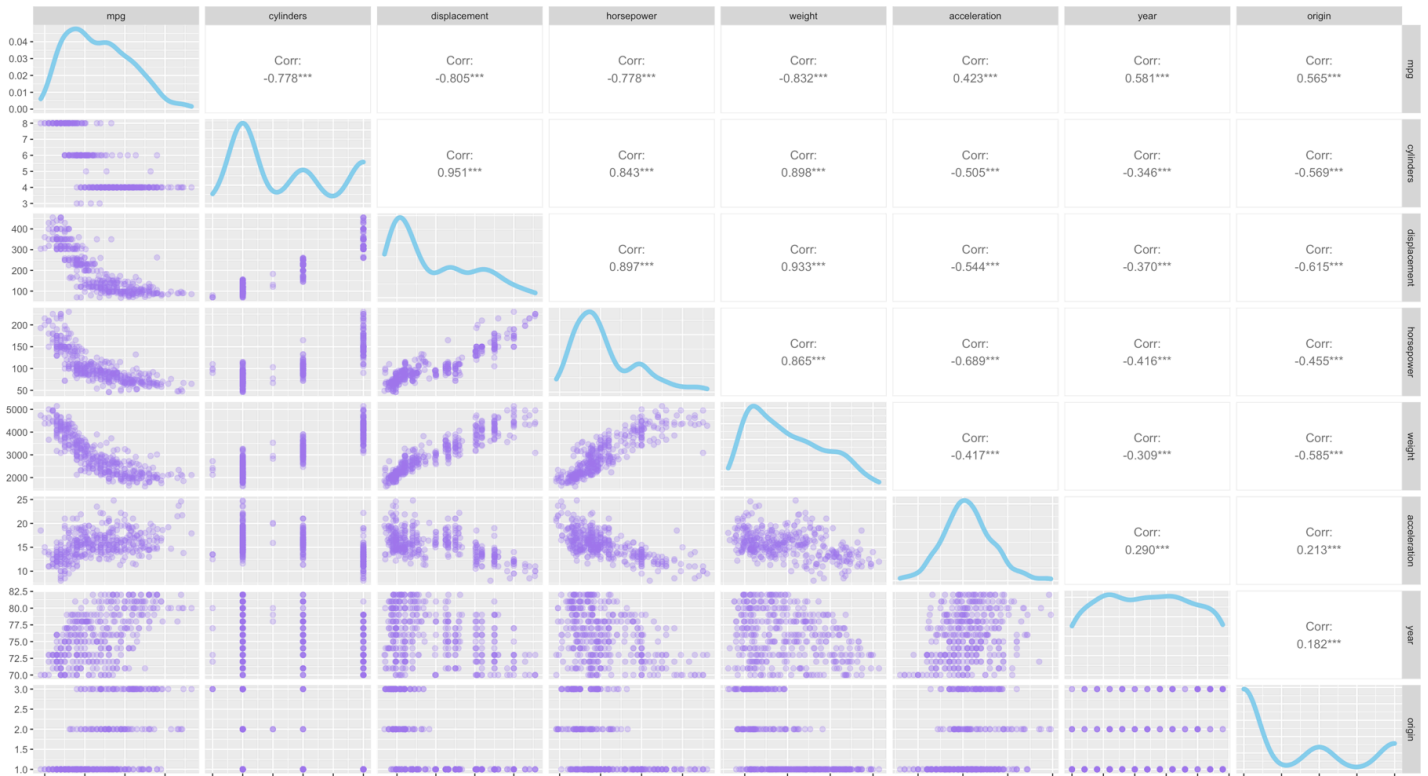 mpg cylinders displacement horsepower weight acceleration year origin
0.04
0.03
0.02
0.01
0.00
Corr: Corr: Corr: Corr: Corr: Corr: Corr:
-0.778*** -0.805*** -0.778*** -0.832*** 0.423*** 0.581*** 0.565***
mpg
8
7
6
5
4
3
Corr: Corr: Corr: Corr: Corr: Corr:
0.951*** 0.843*** 0.898*** -0.505*** -0.346*** -0.569***
cylinders
400
300
200
100
Corr: Corr: Corr: Corr: Corr:
0.897*** 0.933*** -0.544*** -0.370*** -0.615***
displacement
200
150
100
50
Corr: Corr: Corr: Corr:
0.865*** -0.689*** -0.416*** -0.455***
horsepower
5000
4000
3000
2000
Corr: Corr: Corr:
-0.417*** -0.309*** -0.585***
weight
25
20
15
10
Corr: Corr:
0.290*** 0.213***
acceleration
82.5
80.0
77.5
75.0
72.5
70.0
Corr:
0.182***
year
3.0
2.5
2.0
1.5
1.0
origin